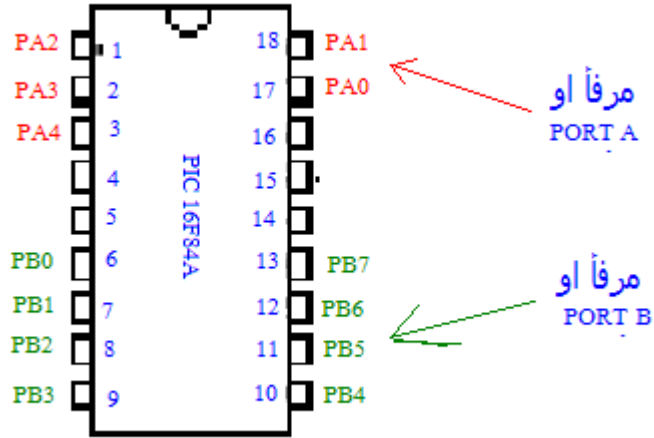 PA2 1 18 PA1
PA3 2 17 PA0
PA4 3 16
4 15
5 14
PB0 6 13 PB7
PB1 7 12 PB6
PB2 8 11 PB5
PB3 9 10 PB4
PIC 16F84A
مرفأ او
PORT A
مرفأ او
PORT B